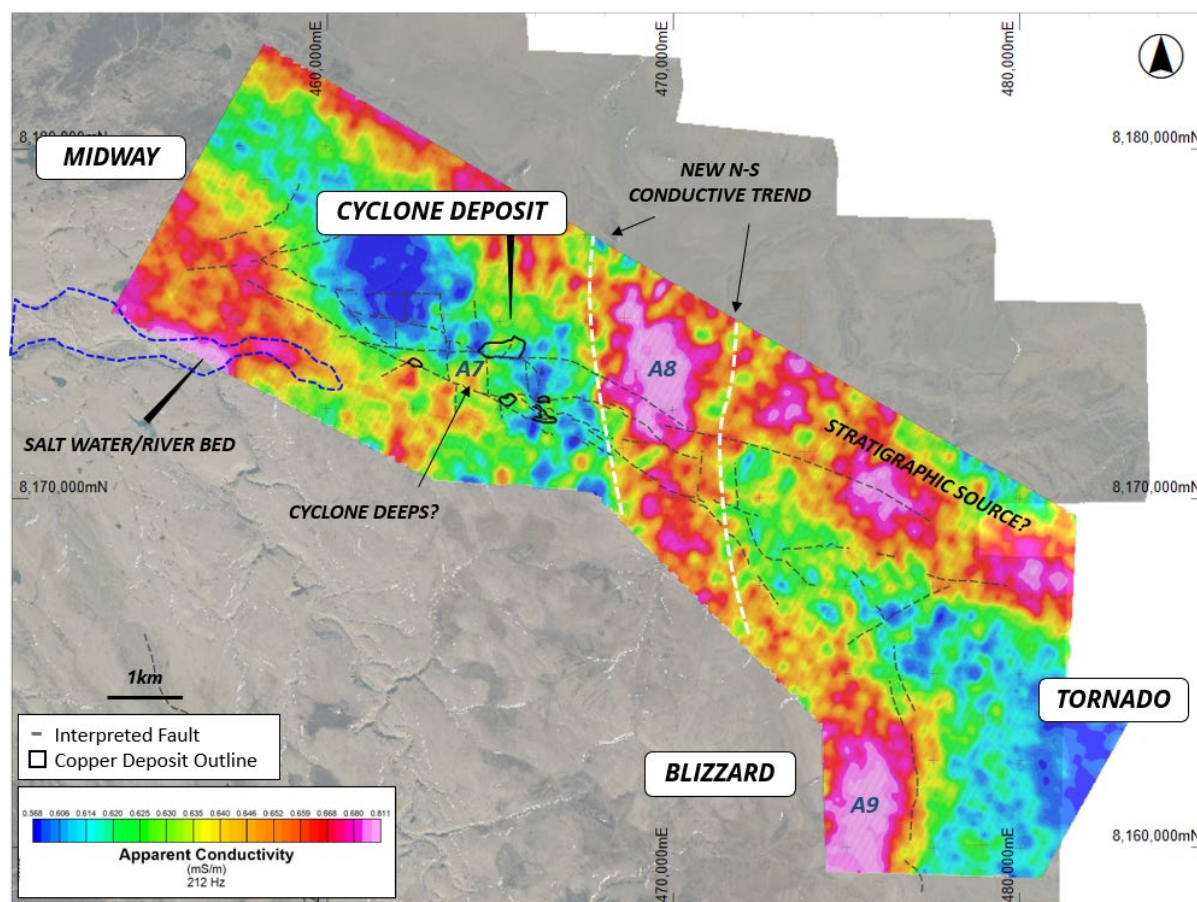 460,000mE
470,000mE
480,000mE
8,180,000mN
8,180,000mN
MIDWAY
NEW N-S
CONDUCTIVE TREND
CYCLONE DEPOSIT
A7
A8
SALT WATER/RIVER BED
STRATIGRAPHIC SOURCE?
8,170,000mN
8,170,000mN
CYCLONE DEEPS?
1km
TORNADO
Interpreted Fault
Copper Deposit Outline
BLIZZARD
A9
0.568 0.606 0.614 0.620 0.625 0.630 0.635 0.640 0.646 0.652 0.659 0.668 0.680 0.811
Apparent Conductivity
(mS/m)
212 Hz
8,160,000mN
470,000mE
480,000mE